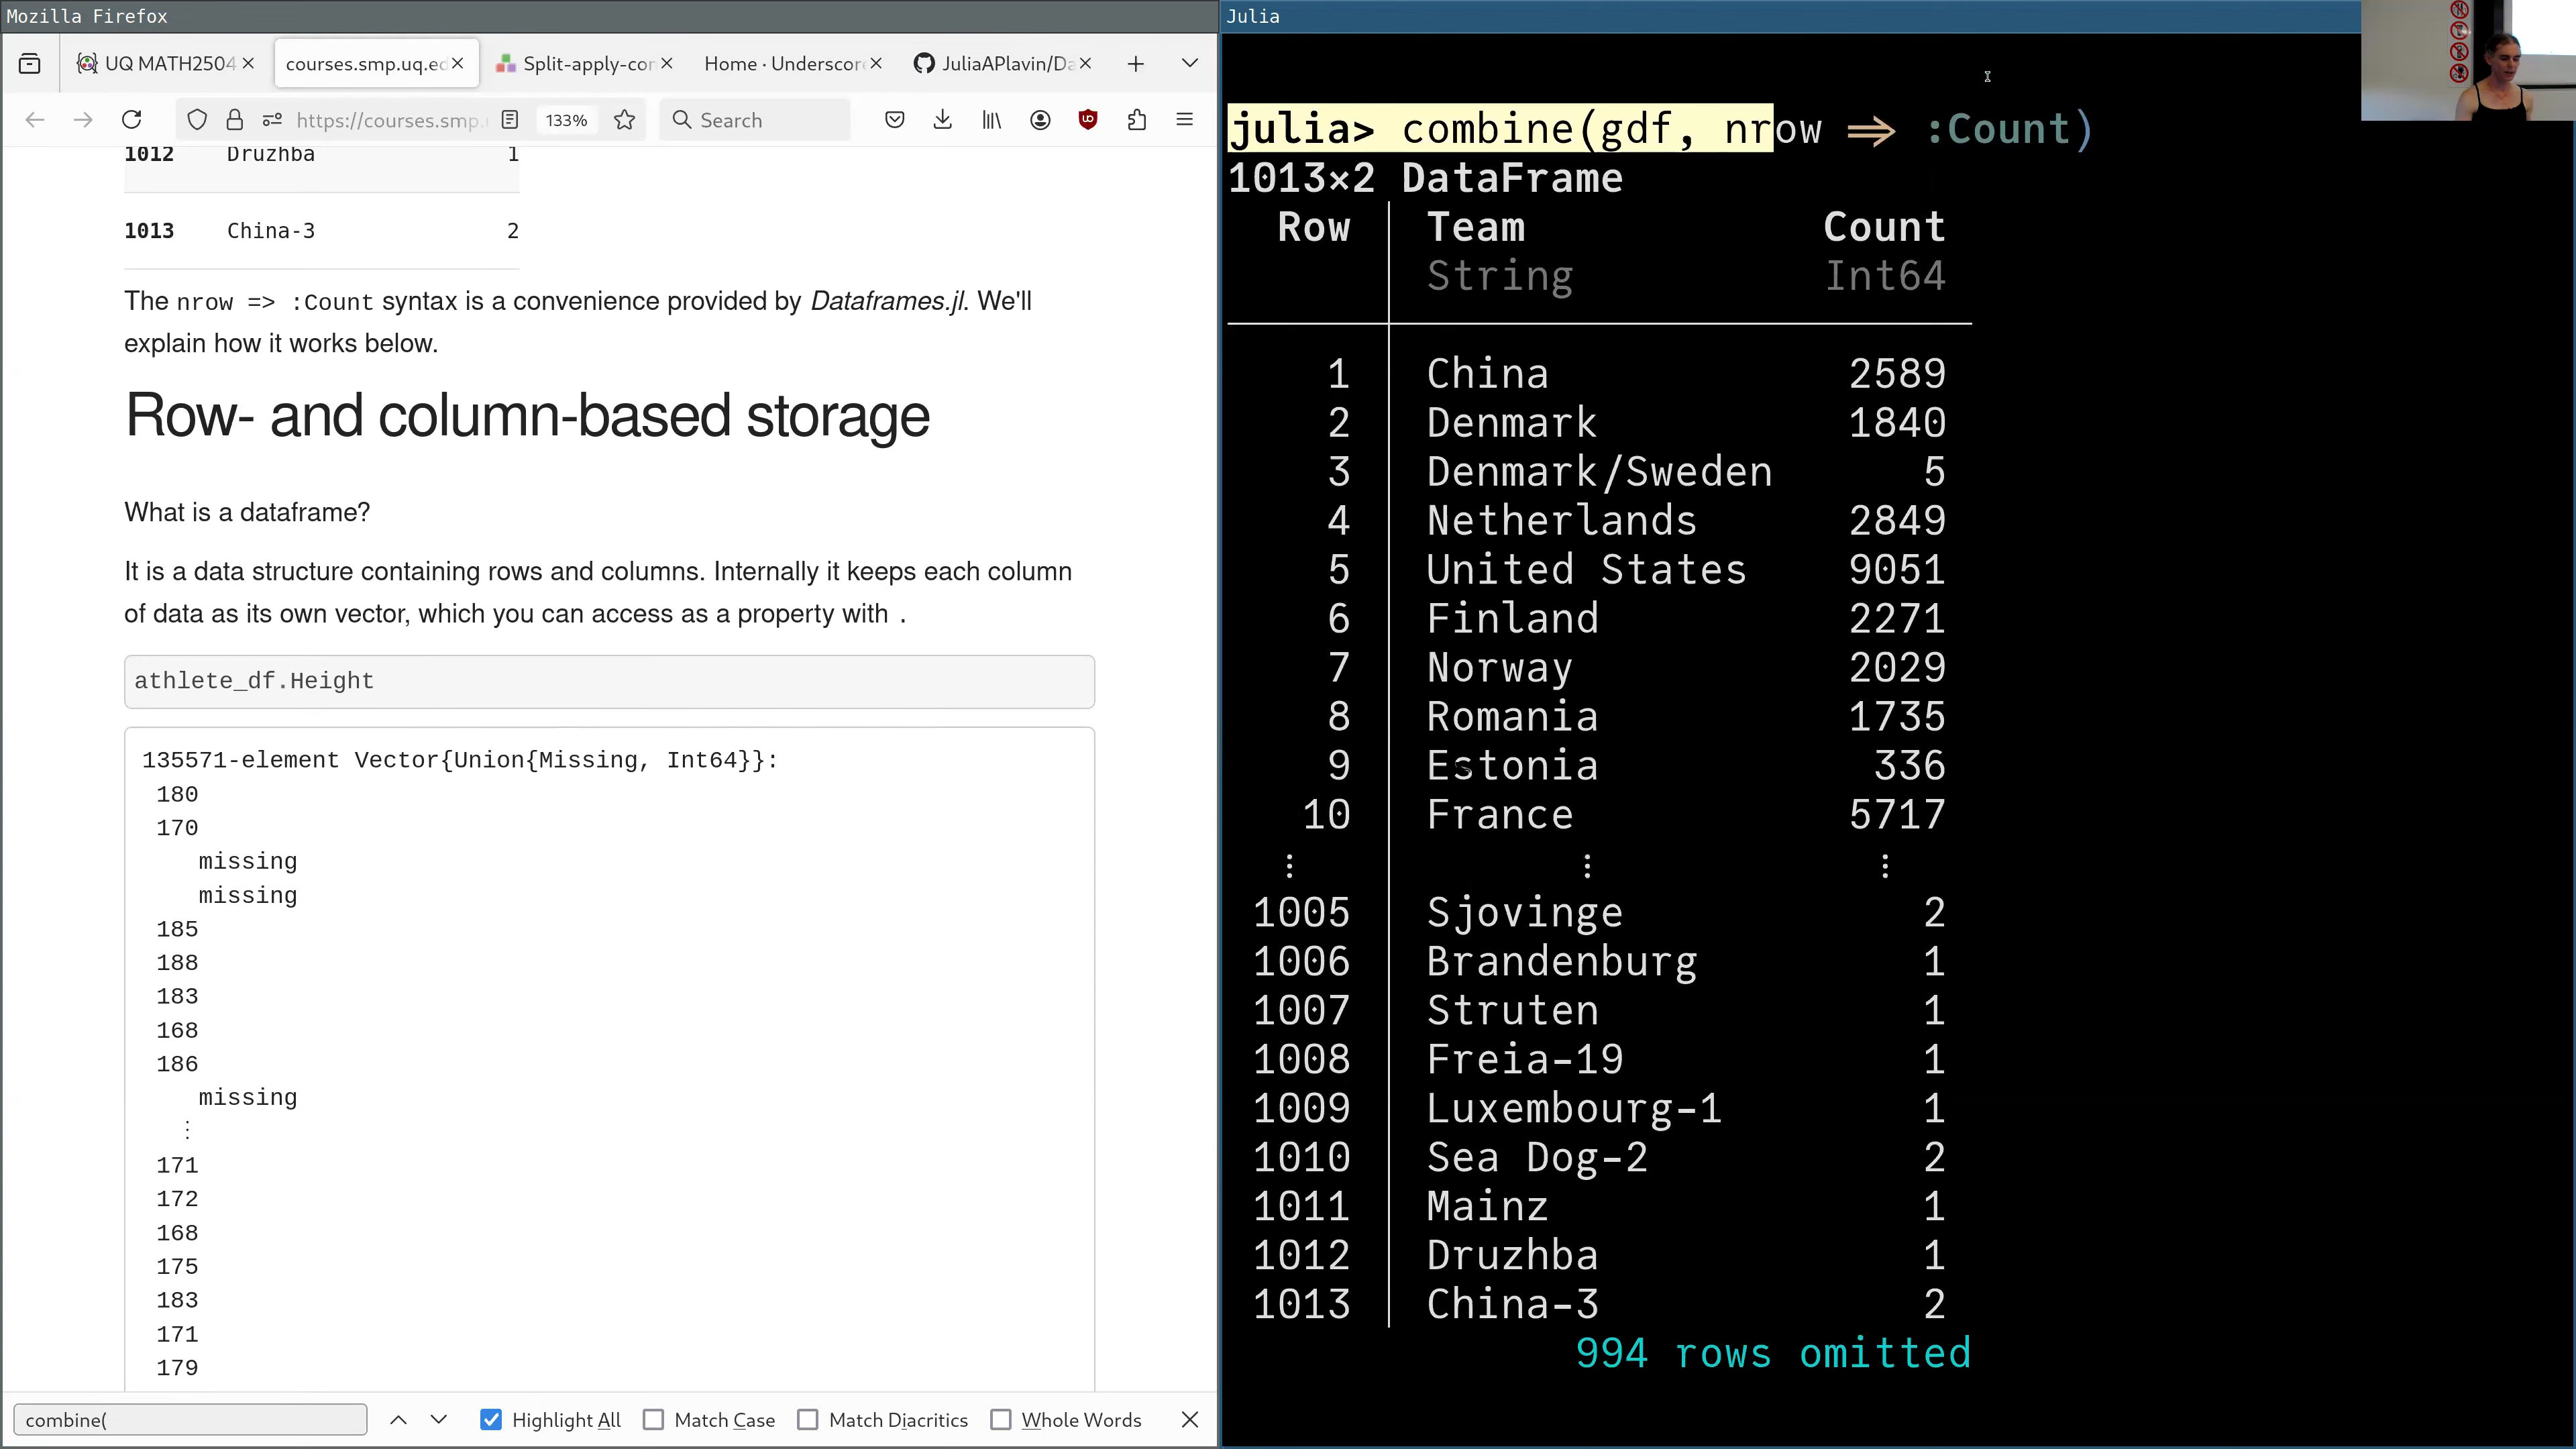 Mozilla Firefox
UQ MATH2504
courses.smp.uq.ed
Split-apply-con
Home · Underscore
JuliaAPlavin/Da
https://courses.smp.
133%
Search
1012 Druzhba 1
1013 China-3 2
The nrow => :Count syntax is a convenience provided by Dataframes.jl. We'll
explain how it works below.
Row- and column-based storage
What is a dataframe?
It is a data structure containing rows and columns. Internally it keeps each column
of data as its own vector, which you can access as a property with .
athlete_df.Height
135571-element Vector{Union{Missing, Int64}}:
180
170
missing
missing
185
188
183
168
186
missing
⋮
171
172
168
175
183
171
179
combine(
Highlight All
Match Case
Match Diacritics
Whole Words
Julia
julia> combine(gdf, nrow => :Count)
1013×2 DataFrame
Row Team Count
String Int64
1 China 2589
2 Denmark 1840
3 Denmark/Sweden 5
4 Netherlands 2849
5 United States 9051
6 Finland 2271
7 Norway 2029
8 Romania 1735
9 Estonia 336
10 France 5717
⋮ ⋮ ⋮
1005 Sjovinge 2
1006 Brandenburg 1
1007 Struten 1
1008 Freia-19 1
1009 Luxembourg-1 1
1010 Sea Dog-2 2
1011 Mainz 1
1012 Druzhba 1
1013 China-3 2
994 rows omitted